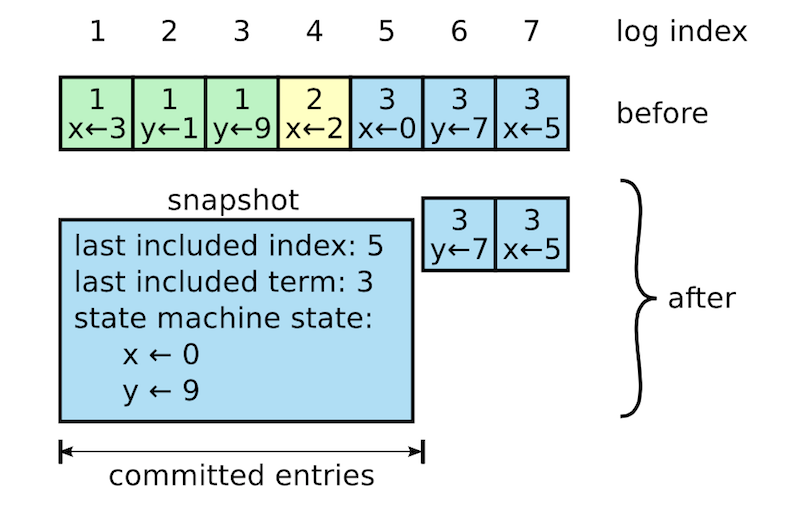 1 2 3 4 5 6 7 log index
1 1 1 2 3 3 3
x←3 y←1 y←9 x←2 x←0 y←7 x←5 before
snapshot
last included index: 5
last included term: 3
state machine state:
x ← 0
y ← 9
3 3
y←7 x←5
after
committed entries